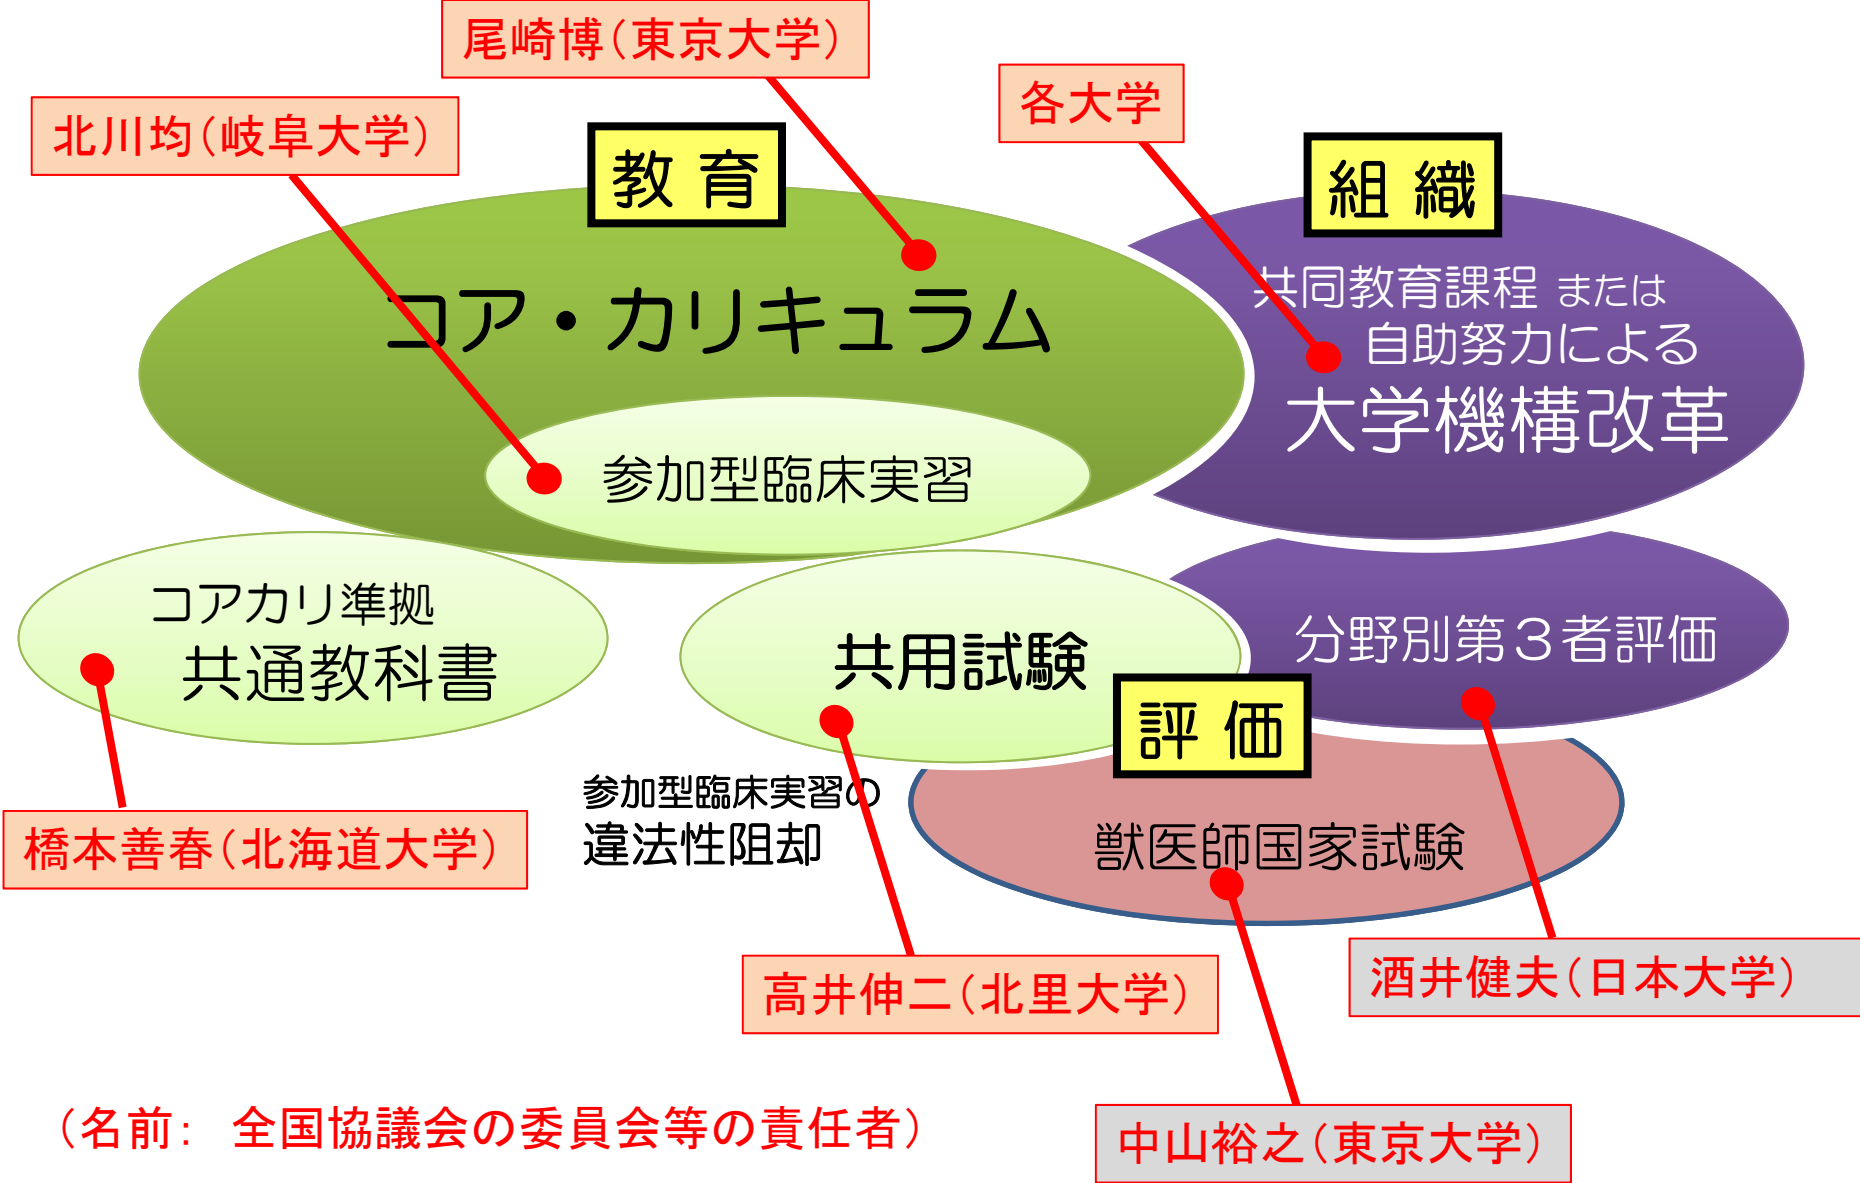 尾崎博（東京大学）
各大学
北川均（岐阜大学）
教 育
組 織
コア・カリキュラム
共同教育課程 または
自助努力による
大学機構改革
参加型臨床実習
コアカリ準拠
共通教科書
共用試験
分野別第３者評価
評 価
参加型臨床実習の
違法性阻却
獣医師国家試験
橋本善春（北海道大学）
高井伸二（北里大学）
酒井健夫（日本大学）
中山裕之（東京大学）
（名前： 全国協議会の委員会等の責任者）